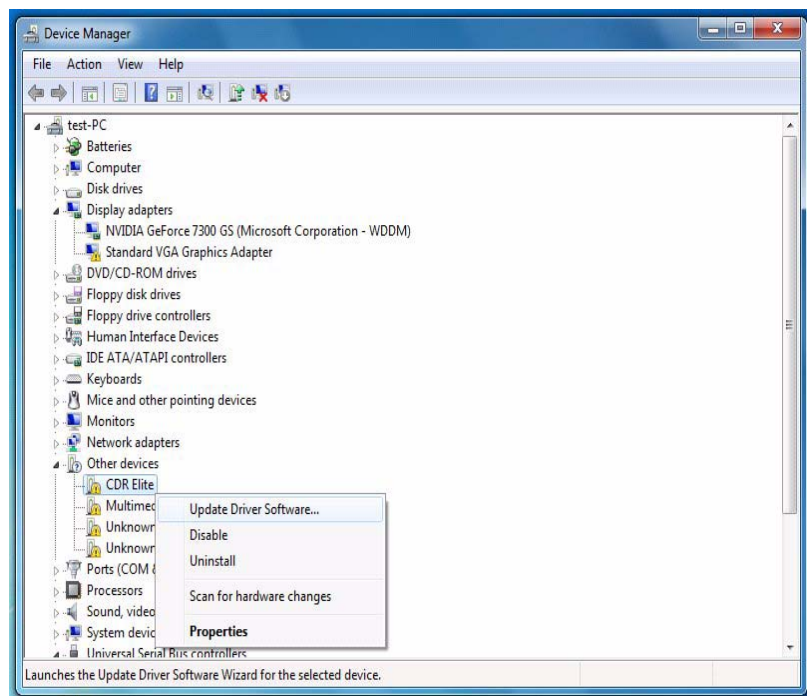 Device Manager
File Action View Help
test-PC
Batteries
Computer
Disk drives
Display adapters
NVIDIA GeForce 7300 GS (Microsoft Corporation - WDDM)
Standard VGA Graphics Adapter
DVD/CD-ROM drives
Floppy disk drives
Floppy drive controllers
Human Interface Devices
IDE ATA/ATAPI controllers
Keyboards
Mice and other pointing devices
Monitors
Network adapters
Other devices
CDR Elite
Multimed
Update Driver Software...
Unknown
Disable
Unknown
Uninstall
Ports (COM &
Processors
Scan for hardware changes
Sound, video
System devic
Properties
Universal Serial Bus controllers
Launches the Update Driver Software Wizard for the selected device.